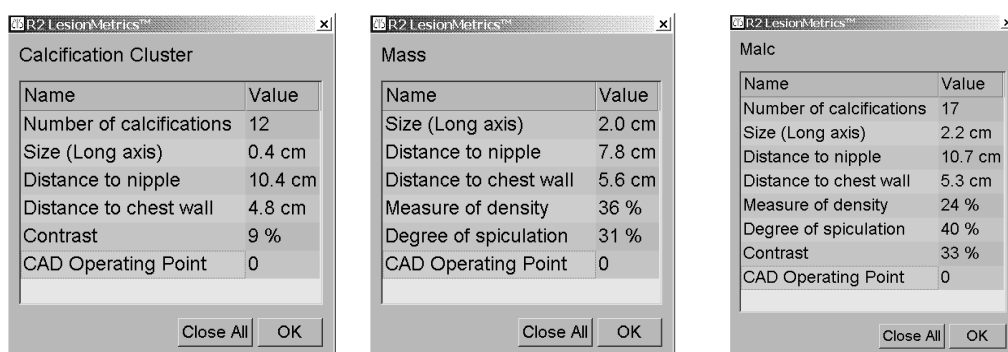 R2 LesionMetrics™
Calcification Cluster
Name Value
Number of calcifications 12
Size (Long axis) 0.4 cm
Distance to nipple 10.4 cm
Distance to chest wall 4.8 cm
Contrast 9 %
CAD Operating Point 0
Close All OK
R2 LesionMetrics™
Mass
Name Value
Size (Long axis) 2.0 cm
Distance to nipple 7.8 cm
Distance to chest wall 5.6 cm
Measure of density 36 %
Degree of spiculation 31 %
CAD Operating Point 0
Close All OK
R2 LesionMetrics™
Malc
Name Value
Number of calcifications 17
Size (Long axis) 2.2 cm
Distance to nipple 10.7 cm
Distance to chest wall 5.3 cm
Measure of density 24 %
Degree of spiculation 40 %
Contrast 33 %
CAD Operating Point 0
Close All OK